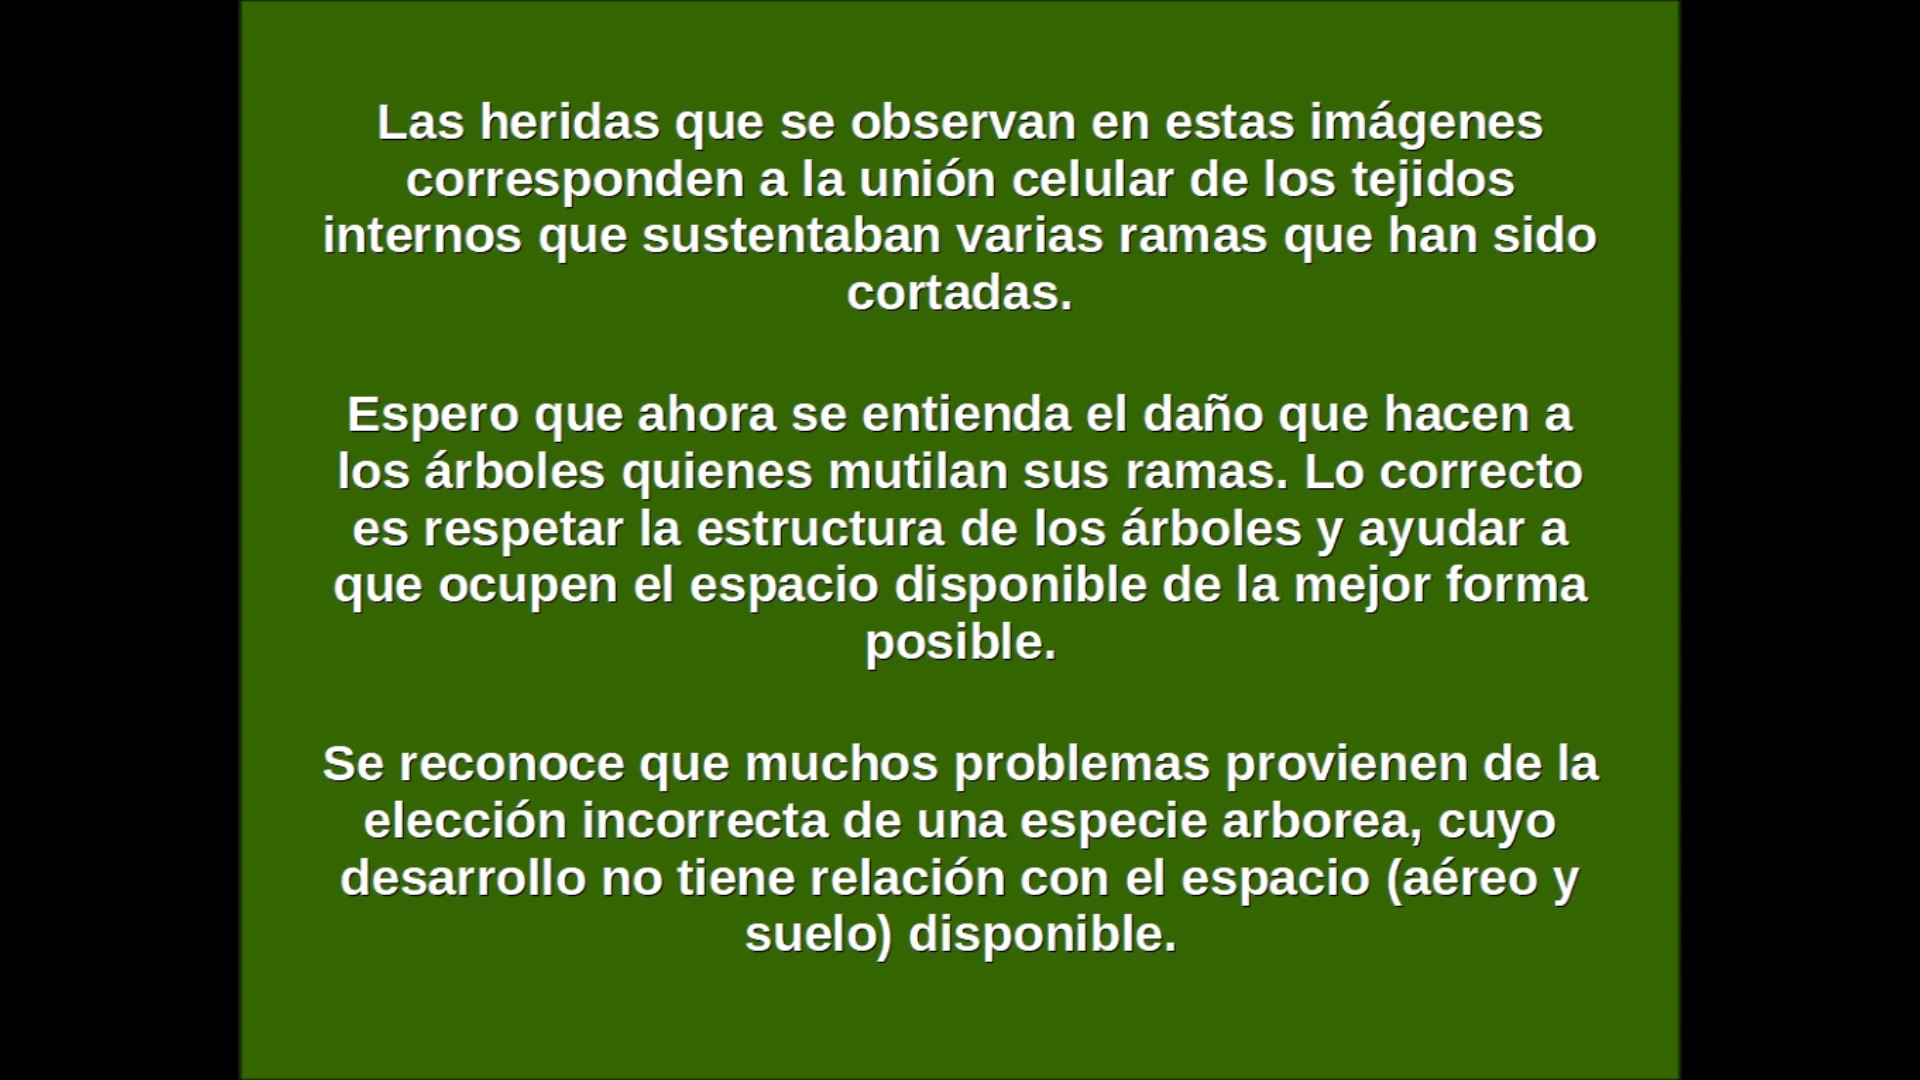 Las heridas que se observan en estas imágenes
corresponden a la unión celular de los tejidos
internos que sustentaban varias ramas que han sido
cortadas.
Espero que ahora se entienda el daño que hacen a
los árboles quienes mutilan sus ramas. Lo correcto
es respetar la estructura de los árboles y ayudar a
que ocupen el espacio disponible de la mejor forma
posible.
Se reconoce que muchos problemas provienen de la
elección incorrecta de una especie arborea, cuyo
desarrollo no tiene relación con el espacio (aéreo y
suelo) disponible.